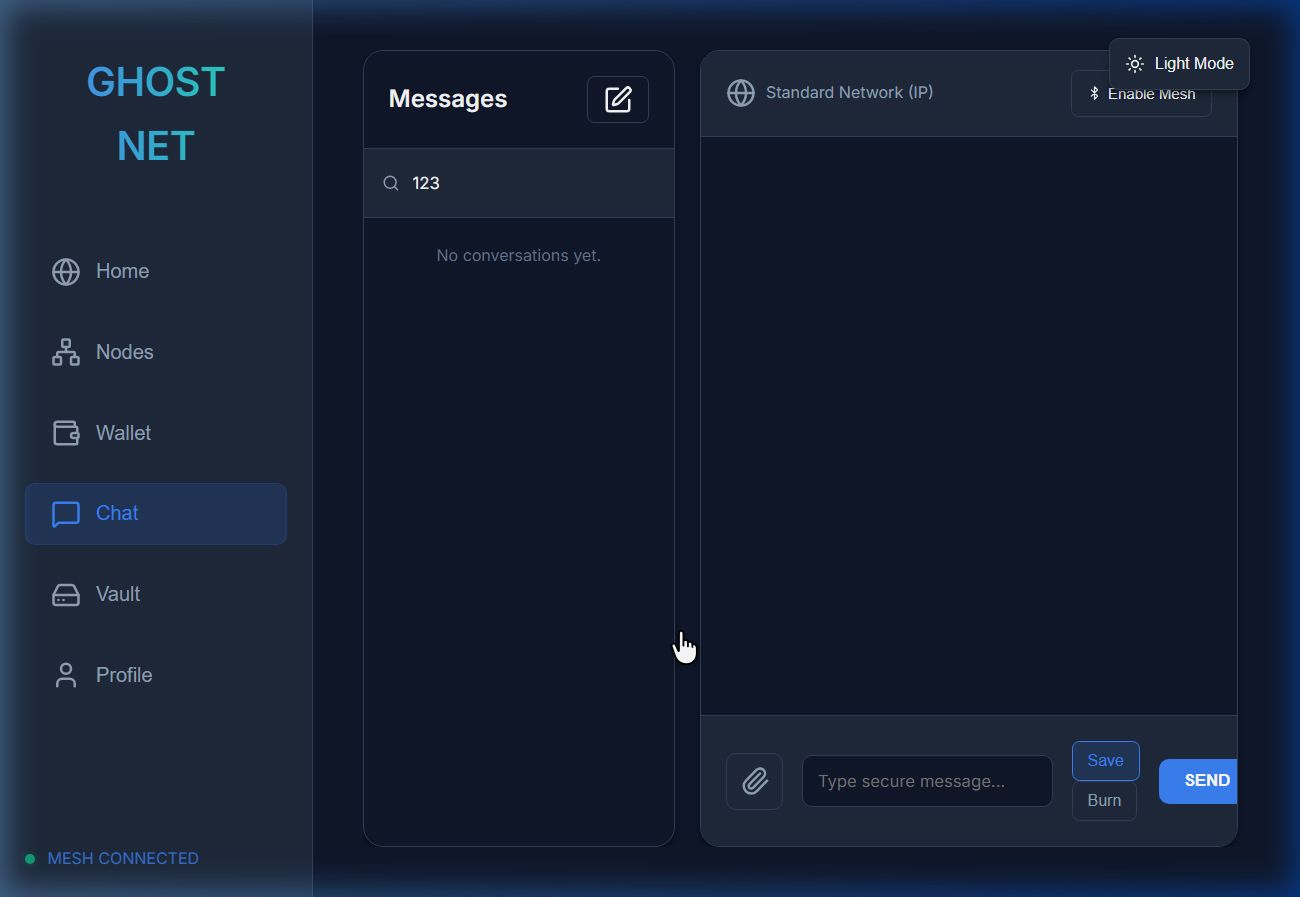 GHOST
NET
Home
Nodes
Wallet
Chat
Vault
Profile
MESH CONNECTED
Messages
123
No conversations yet.
Standard Network (IP)
Light Mode
Enable Mesh
Type secure message...
Save
Burn
SEND